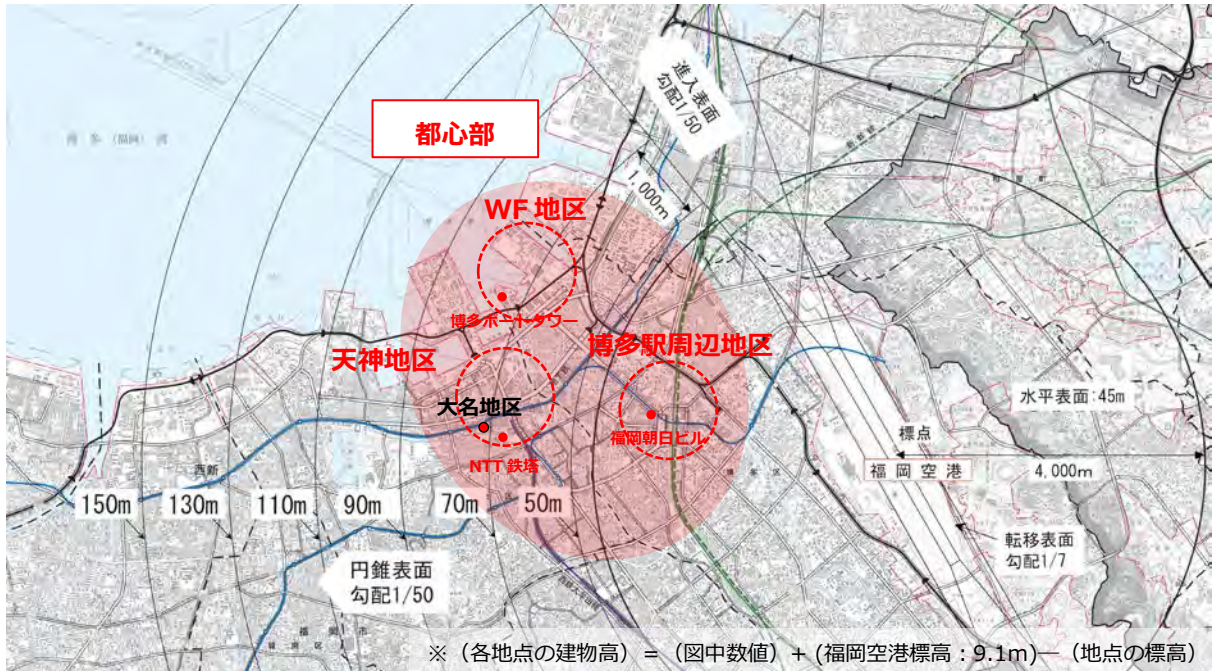 都心部
進入表面
勾配1/50
1,000m
WF 地区
博多ポートタワー
天神地区
博多駅周辺地区
大名地区
NTT 鉄塔
福岡朝日ビル
水平表面:45m
標点
福岡空港
4,000m
西新
150m
130m
110m
90m
70m
50m
円錐表面
勾配1/50
転移表面
勾配1/7
※（各地点の建物高）＝（図中数値）+ (福岡空港標高：9.1m)―（地点の標高）